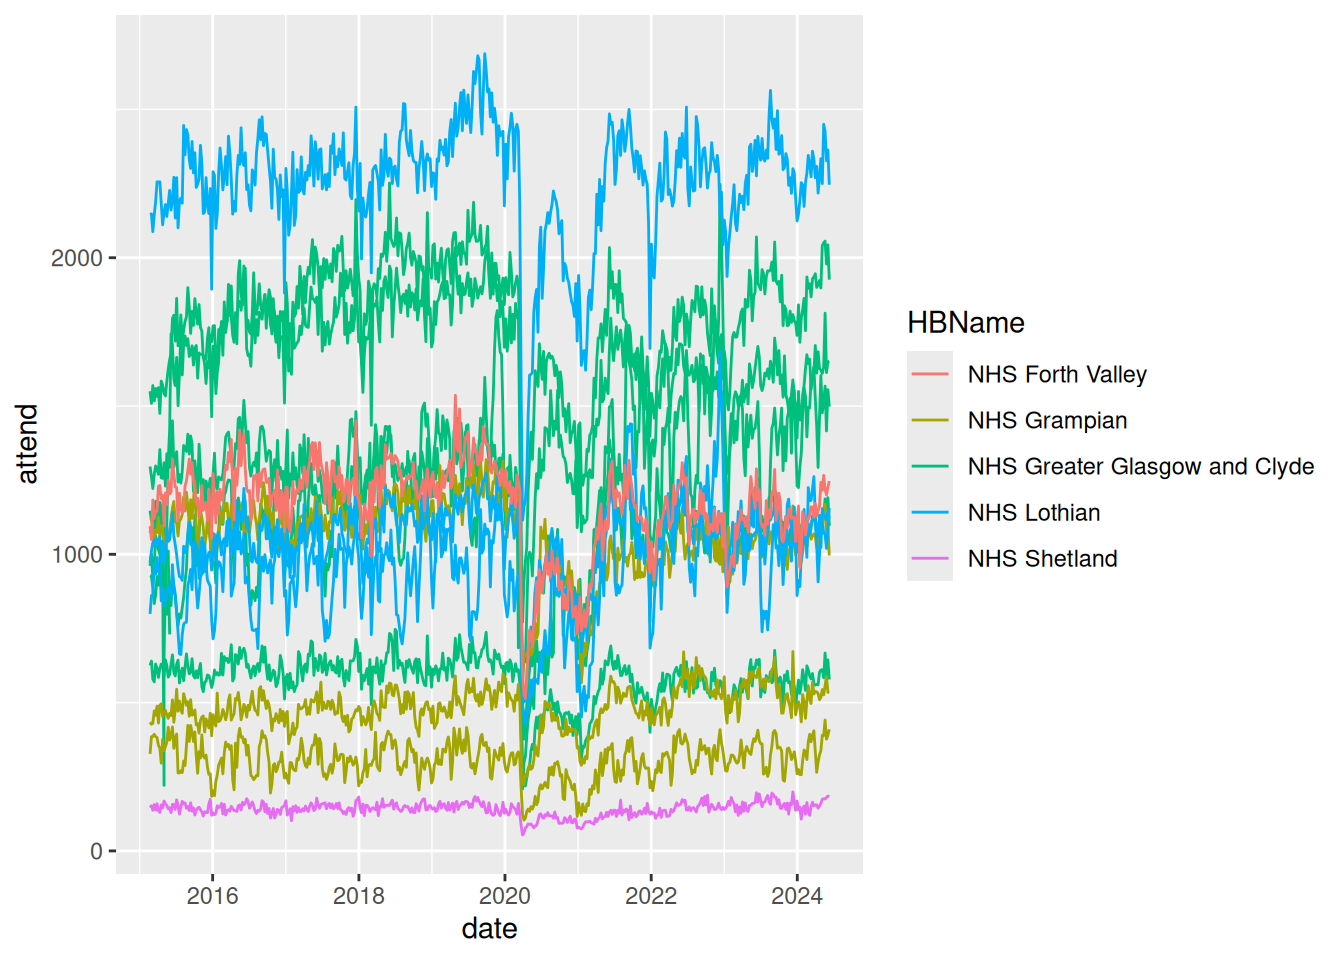 attend
2000
1000
0
2016
2018
2020
2022
2024
date
HBName
NHS Forth Valley
NHS Grampian
NHS Greater Glasgow and Clyde
NHS Lothian
NHS Shetland